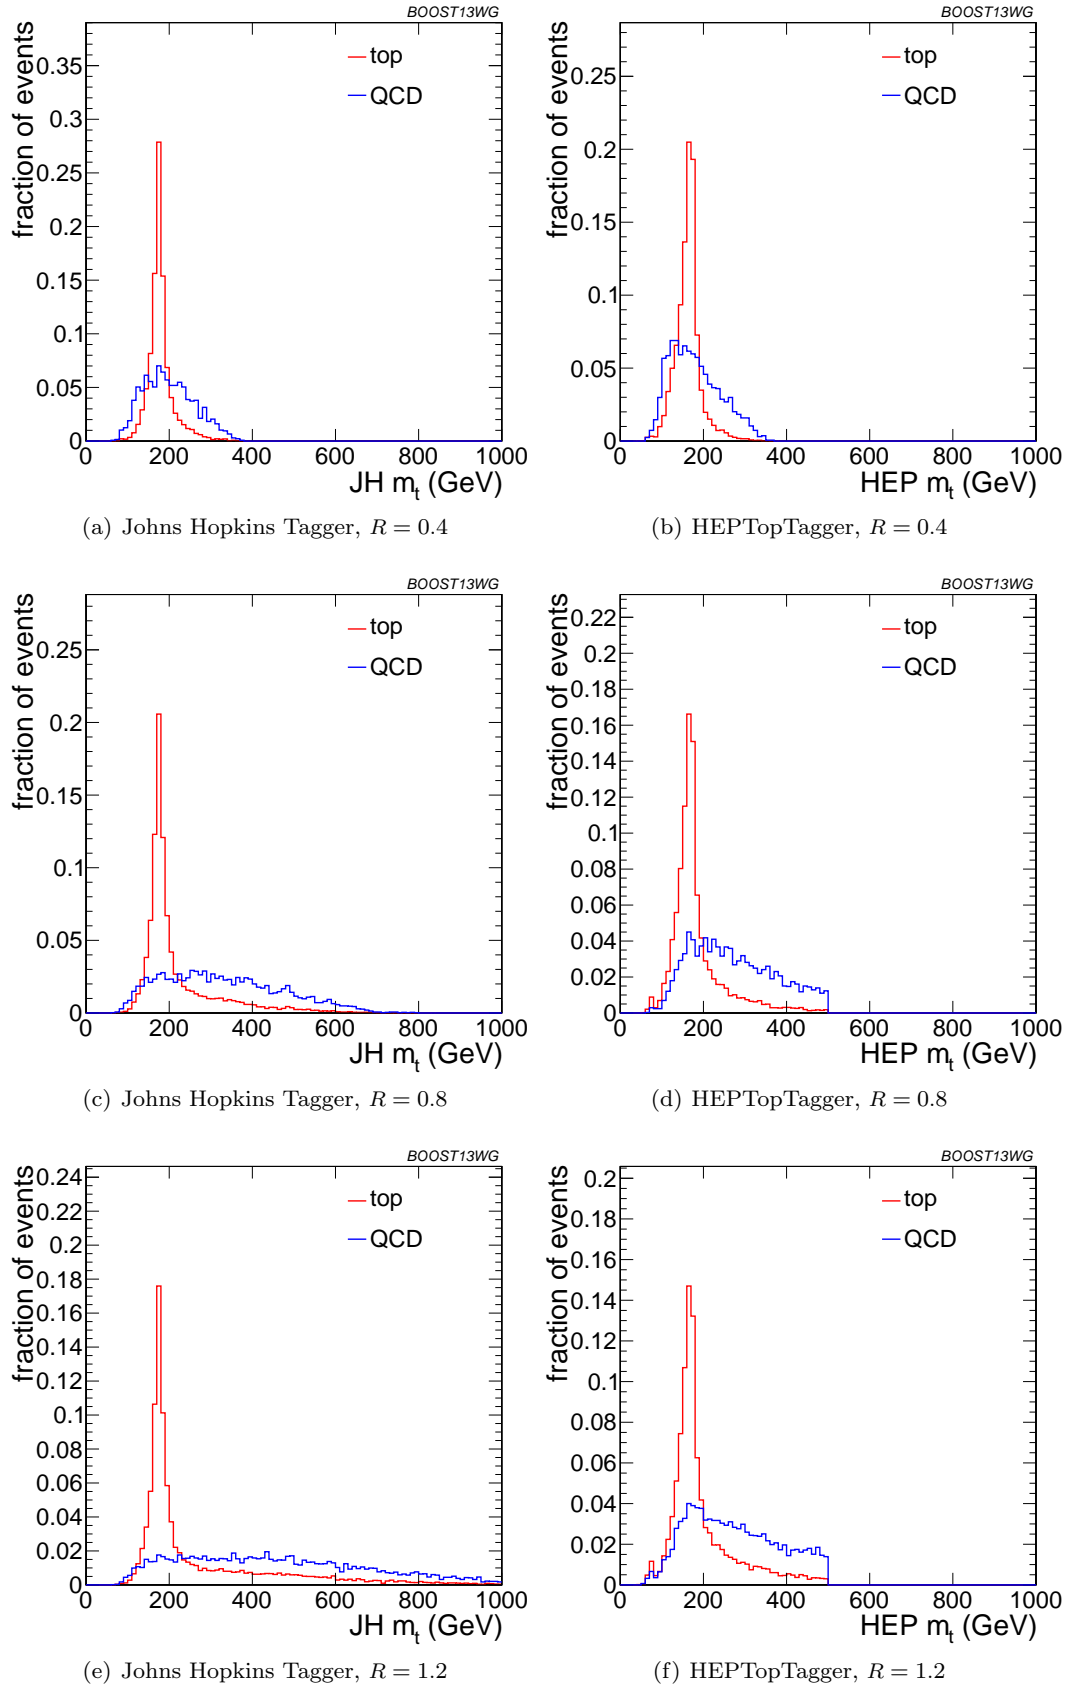 BOOST13WG
fraction of events
0.35
0.3
0.25
0.2
0.15
0.1
0.05
0
top
QCD
0 200 400 600 800 1000
JH m_t (GeV)
(a) Johns Hopkins Tagger, R = 0.4
BOOST13WG
fraction of events
0.25
0.2
0.15
0.1
0.05
0
top
QCD
0 200 400 600 800 1000
HEP m_t (GeV)
(b) HEPTopTagger, R = 0.4
BOOST13WG
fraction of events
0.25
0.2
0.15
0.1
0.05
0
top
QCD
0 200 400 600 800 1000
JH m_t (GeV)
(c) Johns Hopkins Tagger, R = 0.8
BOOST13WG
fraction of events
0.22
0.2
0.18
0.16
0.14
0.12
0.1
0.08
0.06
0.04
0.02
0
top
QCD
0 200 400 600 800 1000
HEP m_t (GeV)
(d) HEPTopTagger, R = 0.8
BOOST13WG
fraction of events
0.24
0.22
0.2
0.18
0.16
0.14
0.12
0.1
0.08
0.06
0.04
0.02
0
top
QCD
0 200 400 600 800 1000
JH m_t (GeV)
(e) Johns Hopkins Tagger, R = 1.2
BOOST13WG
fraction of events
0.2
0.18
0.16
0.14
0.12
0.1
0.08
0.06
0.04
0.02
0
top
QCD
0 200 400 600 800 1000
HEP m_t (GeV)
(f) HEPTopTagger, R = 1.2